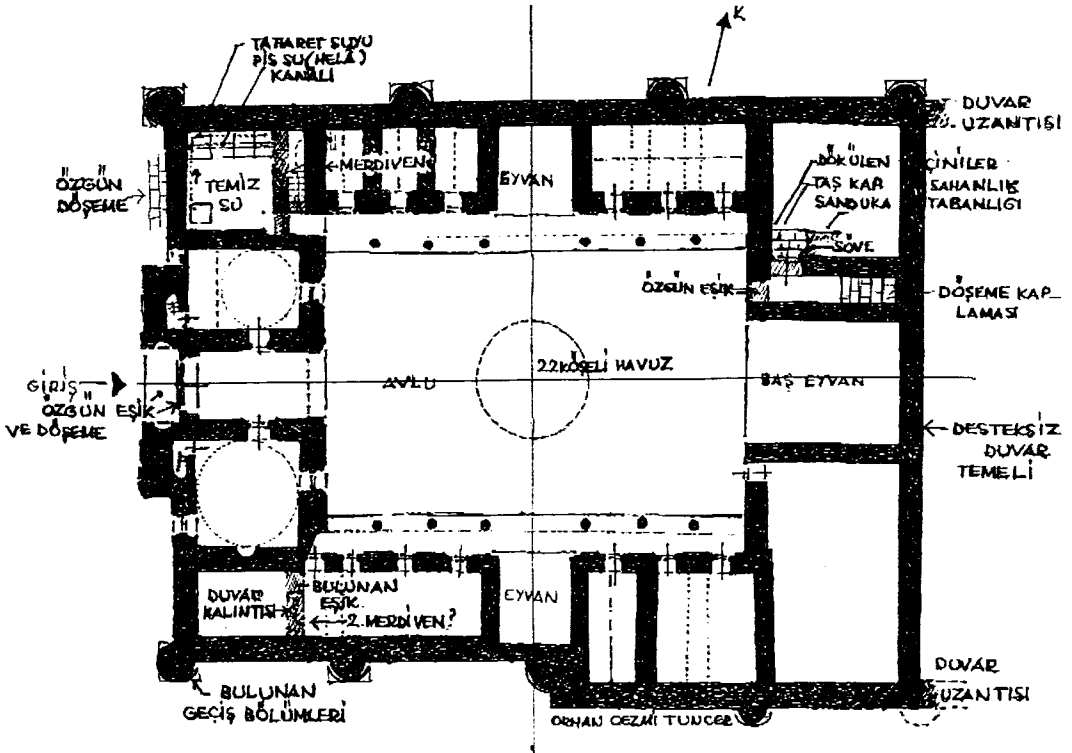 K
TAHARET SUYU
PİS SU (HELÂ)
KANALI
DUVAR
UZANTISI
ÖZGÜN
DÖŞEME
TEMİZ
SU
MERDİVEN
EYVAN
DÖKÜLEN ÇİNİLER
TAŞ KAP SAHANLIK
SANDUKA TABANLIĞI
SÖVE
ÖZGÜN EŞİK
DÖŞEME KAP_
LAMASI
22 KÖŞELİ HAVUZ
GİRİŞ
AVLU
BAŞ EYVAN
ÖZGÜN EŞİK
VE DÖŞEME
DESTEKSİZ
DUVAR
TEMELİ
DUVAR
KALINTISI
BULUNAN
EŞİK
2. MERDİVEN?
EYVAN
BULUNAN
GEÇİŞ BÖLÜMLERİ
DUVAR
UZANTISI
ORHAN CEZMİ TUNCER